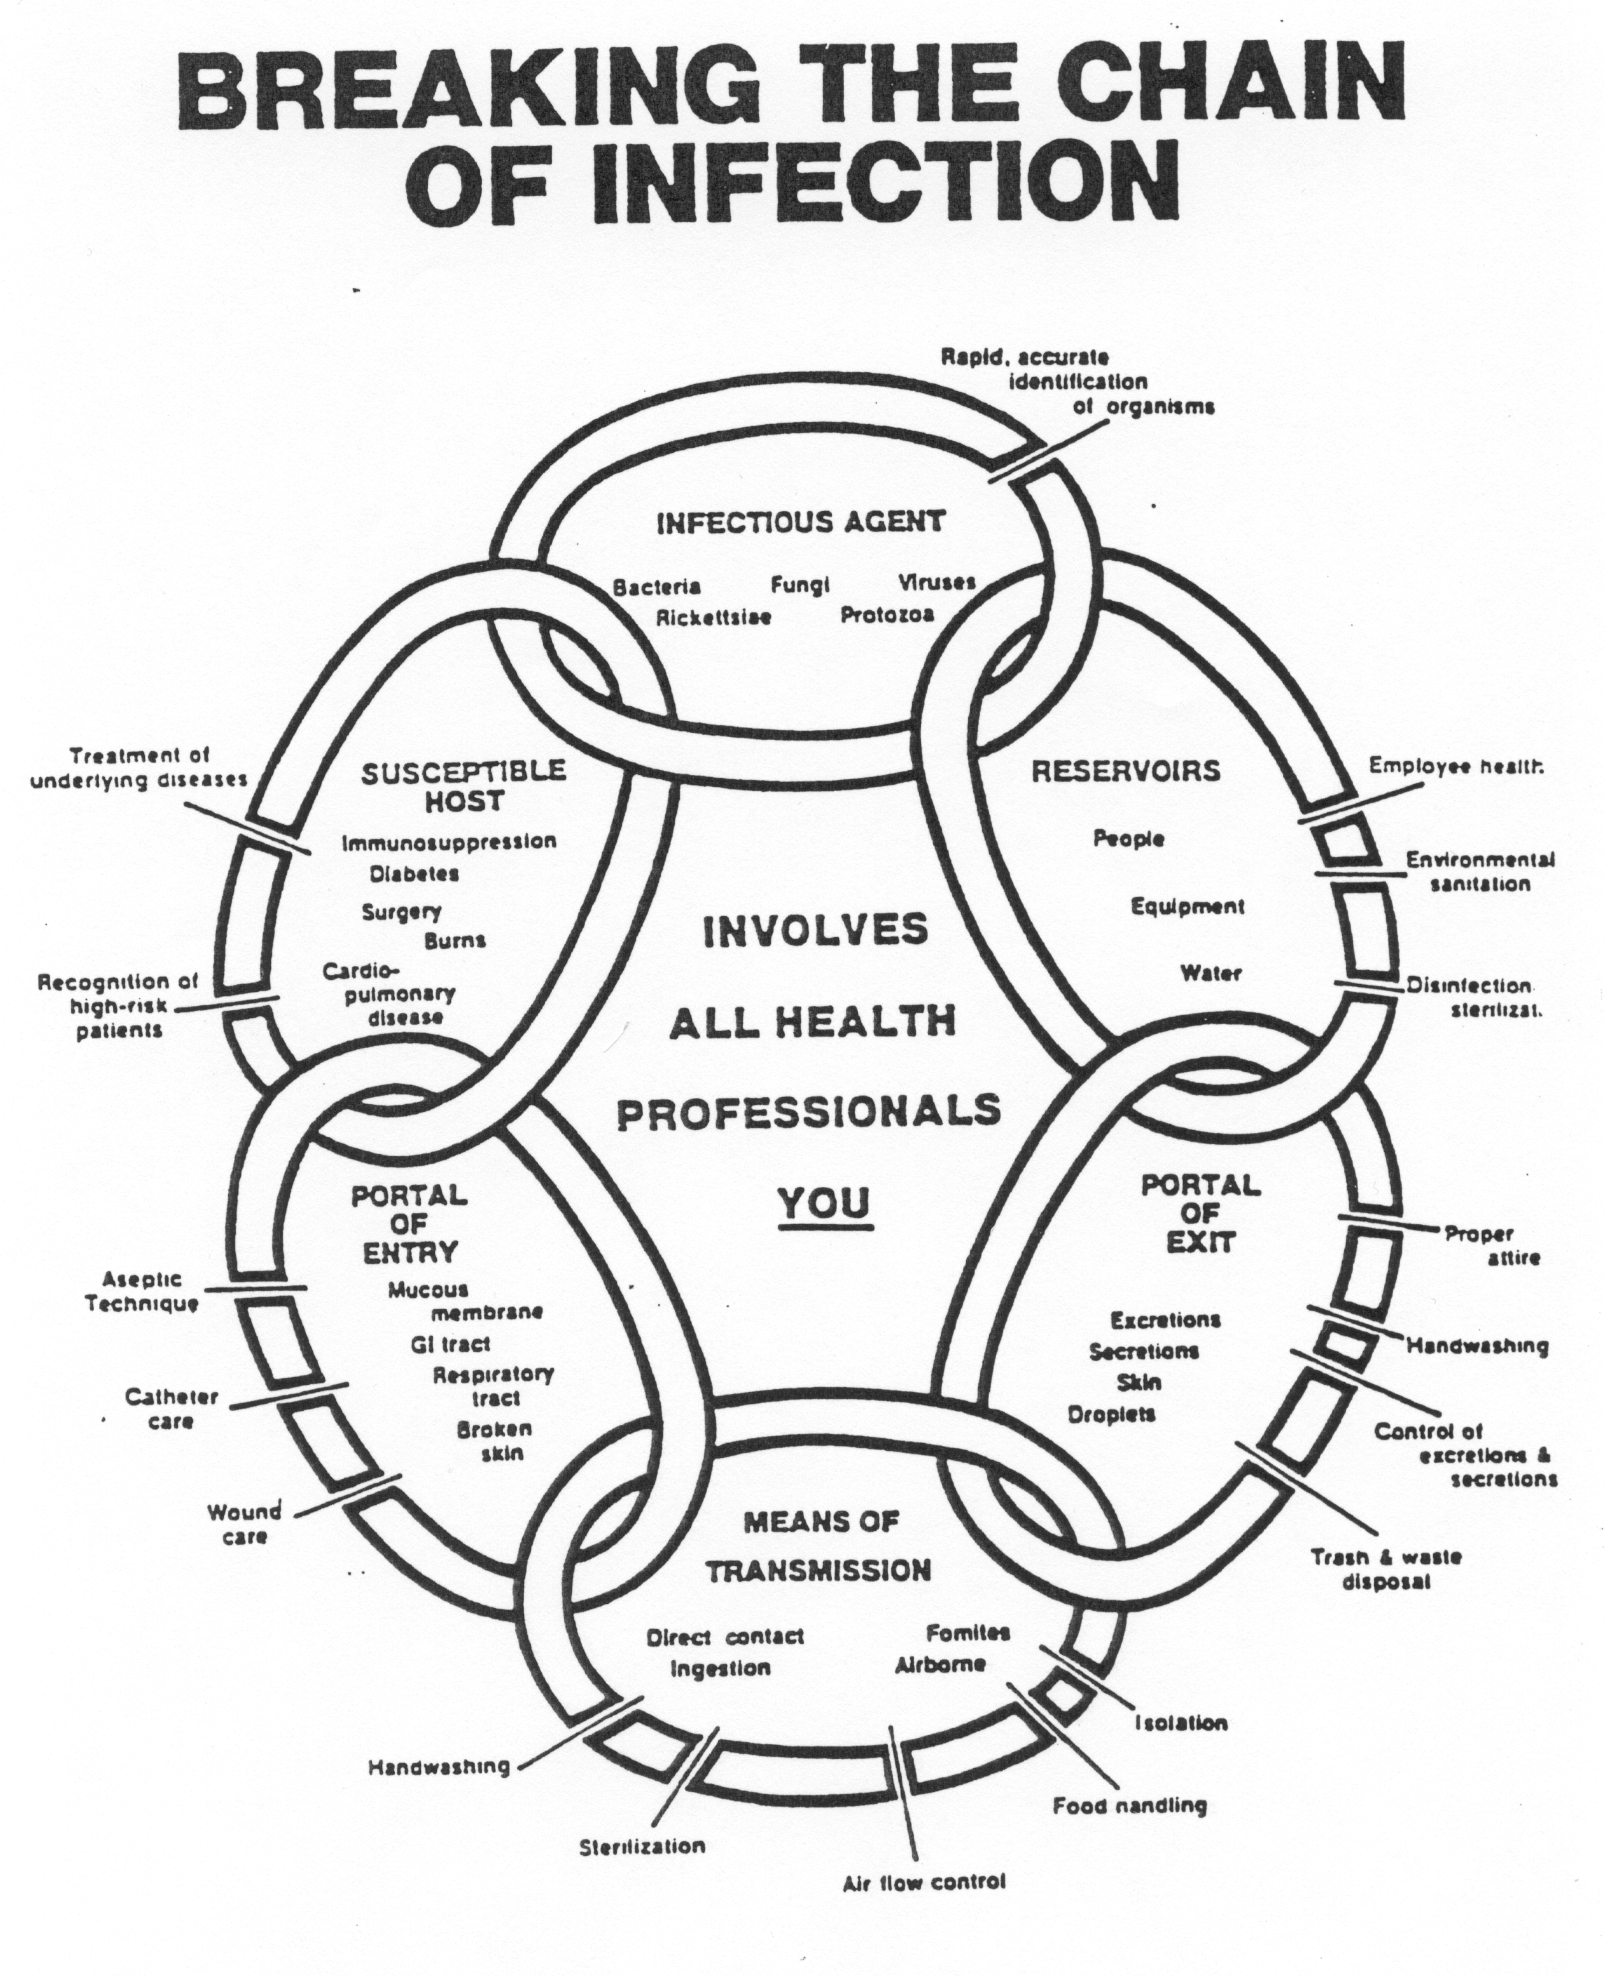 BREAKING THE CHAIN
OF INFECTION
Rapid, accurate
identification
of organisms
INFECTIOUS AGENT
Bacteria Fungi Viruses
Rickettsiae Protozoa
Treatment of
underlying diseases
SUSCEPTIBLE
HOST
Immunosuppression
Diabetes
Surgery
Burns
Cardio-
pulmonary
disease
Recognition of
high-risk
patients
RESERVOIRS
People
Equipment
Water
Employee health
Environmental
sanitation
Disinfection
sterilizat.
INVOLVES
ALL HEALTH
PROFESSIONALS
YOU
PORTAL
OF
ENTRY
Mucous
membrane
GI tract
Respiratory
tract
Broken
skin
Aseptic
Technique
Catheter
care
Wound
care
PORTAL
OF
EXIT
Excretions
Secretions
Skin
Droplets
Proper
attire
Handwashing
Control of
excretions &
secretions
Trash & waste
disposal
MEANS OF
TRANSMISSION
Direct contact Fomites
Ingestion Airborne
Isolation
Handwashing
Food handling
Sterilization
Air flow control